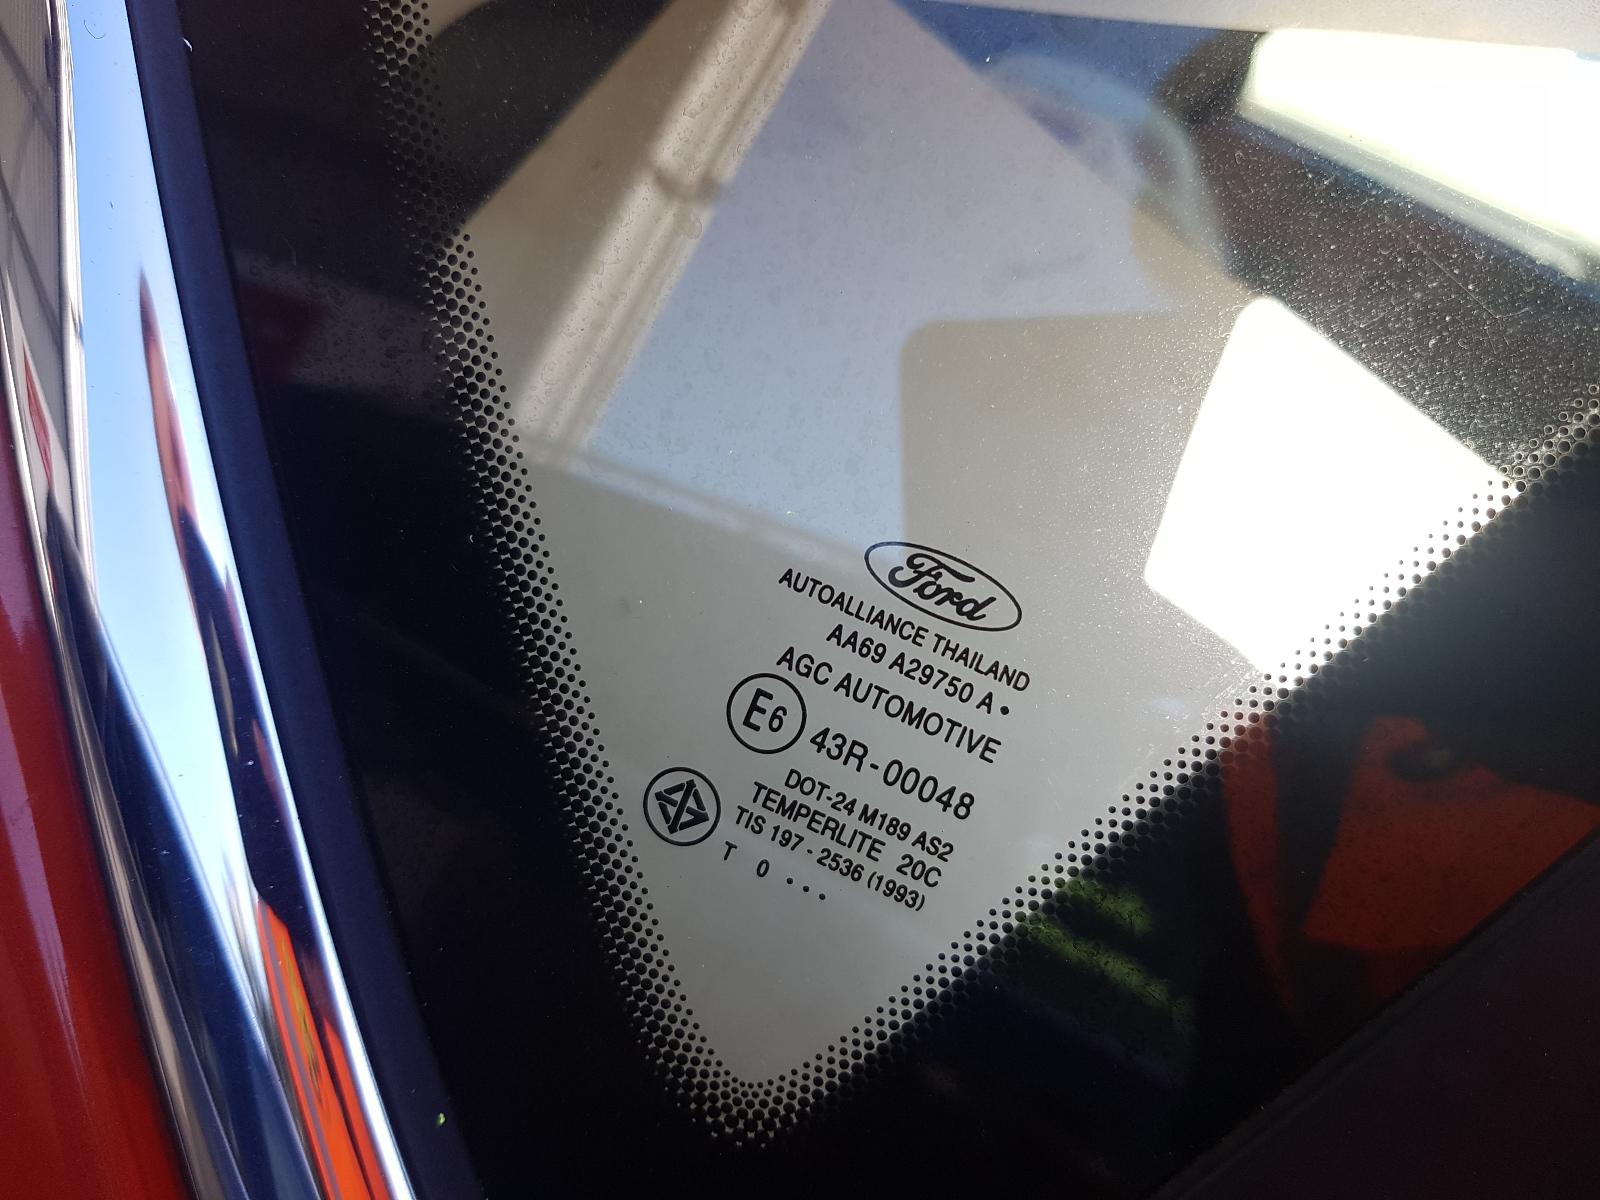 Ford
AUTOALLIANCE THAILAND
AA69 A29750 A •
AGC AUTOMOTIVE
E6 43R-00048
DOT-24 M189 AS2
TEMPERLITE 20C
TIS 197 - 2536 (1993)
T 0 • • •